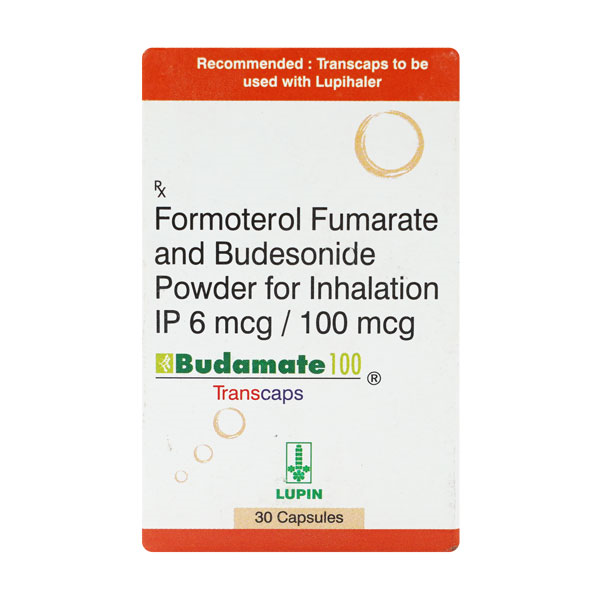 Recommended : Transcaps to be
used with Lupihaler
Rx
Formoterol Fumarate
and Budesonide
Powder for Inhalation
IP 6 mcg / 100 mcg
Budamate 100 ®
Transcaps
LUPIN
30 Capsules